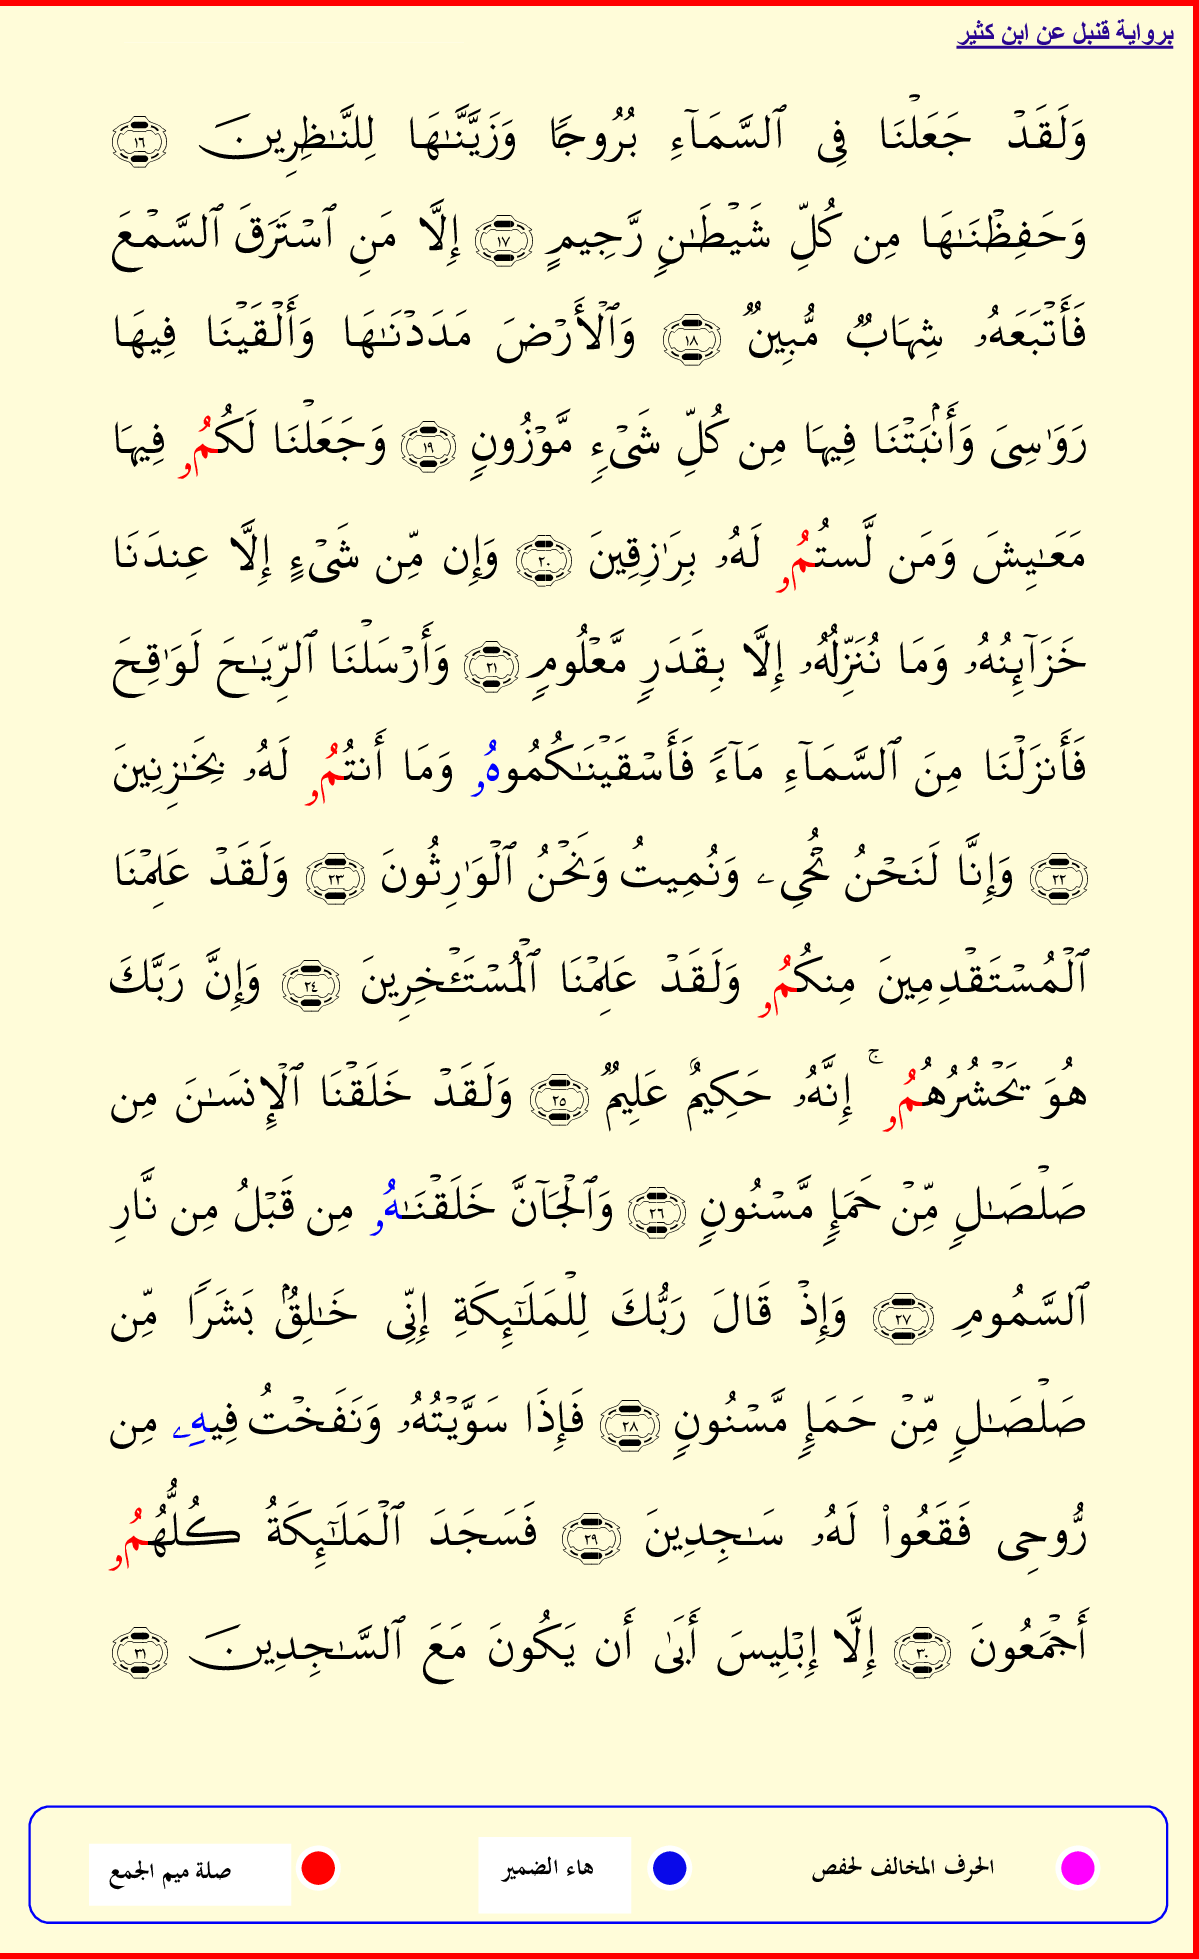 برواية قنبل عن ابن كثير
وَلَقَدۡ جَعَلۡنَا فِي ٱلسَّمَآءِ بُرُوجٗا وَزَيَّنَّٰهَا لِلنَّٰظِرِينَ ١٦
وَحَفِظۡنَٰهَا مِن كُلِّ شَيۡطَٰنٖ رَّجِيمٍ ١٧ إِلَّا مَنِ ٱسۡتَرَقَ ٱلسَّمۡعَ
فَأَتۡبَعَهُۥ شِهَابٞ مُّبِينٞ ١٨ وَٱلۡأَرۡضَ مَدَدۡنَٰهَا وَأَلۡقَيۡنَا فِيهَا
رَوَٰسِيَ وَأَنۢبَتۡنَا فِيهَا مِن كُلِّ شَيۡءٖ مَّوۡزُونٖ ١٩ وَجَعَلۡنَا لَكُمُۥ فِيهَا
مَعَٰيِشَ وَمَن لَّستُمُۥ لَهُۥ بِرَٰزِقِينَ ٢٠ وَإِن مِّن شَيۡءٍ إِلَّا عِندَنَا
خَزَآئِنُهُۥ وَمَا نُنَزِّلُهُۥ إِلَّا بِقَدَرٖ مَّعۡلُومٖ ٢١ وَأَرۡسَلۡنَا ٱلرِّيَٰحَ لَوَٰقِحَ
فَأَنزَلۡنَا مِنَ ٱلسَّمَآءِ مَآءٗ فَأَسۡقَيۡنَٰكُمُوهُۥ وَمَا أَنتُمُۥ لَهُۥ بِخَٰزِنِينَ
٢٢ وَإِنَّا لَنَحۡنُ نُحۡيِۦ وَنُمِيتُ وَنَحۡنُ ٱلۡوَٰرِثُونَ ٢٣ وَلَقَدۡ عَلِمۡنَا
ٱلۡمُسۡتَقۡدِمِينَ مِنكُمُۥ وَلَقَدۡ عَلِمۡنَا ٱلۡمُسۡتَـٔۡخِرِينَ ٢٤ وَإِنَّ رَبَّكَ
هُوَ يَحۡشُرُهُمُۥۚ إِنَّهُۥ حَكِيمٌ عَلِيمٞ ٢٥ وَلَقَدۡ خَلَقۡنَا ٱلۡإِنسَٰنَ مِن
صَلۡصَٰلٖ مِّنۡ حَمَإٖ مَّسۡنُونٖ ٢٦ وَٱلۡجَآنَّ خَلَقۡنَٰهُۥ مِن قَبۡلُ مِن نَّارِ
ٱلسَّمُومِ ٢٧ وَإِذۡ قَالَ رَبُّكَ لِلۡمَلَٰٓئِكَةِ إِنِّي خَٰلِقُۢ بَشَرٗا مِّن
صَلۡصَٰلٖ مِّنۡ حَمَإٖ مَّسۡنُونٖ ٢٨ فَإِذَا سَوَّيۡتُهُۥ وَنَفَخۡتُ فِيهِۦ مِن
رُّوحِي فَقَعُواْ لَهُۥ سَٰجِدِينَ ٢٩ فَسَجَدَ ٱلۡمَلَٰٓئِكَةُ كُلُّهُمُۥ
أَجۡمَعُونَ ٣٠ إِلَّا إِبۡلِيسَ أَبَىٰ أَن يَكُونَ مَعَ ٱلسَّٰجِدِينَ ٣١
الحرف المخالف لحفص هاء الضمير صلة ميم الجمع